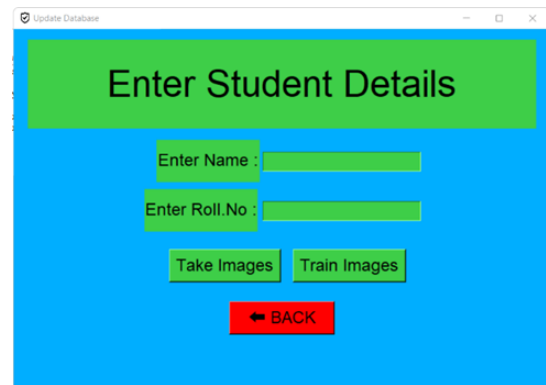 Update Database
Enter Student Details
Enter Name :
Enter Roll.No :
Take Images Train Images
⬅ BACK